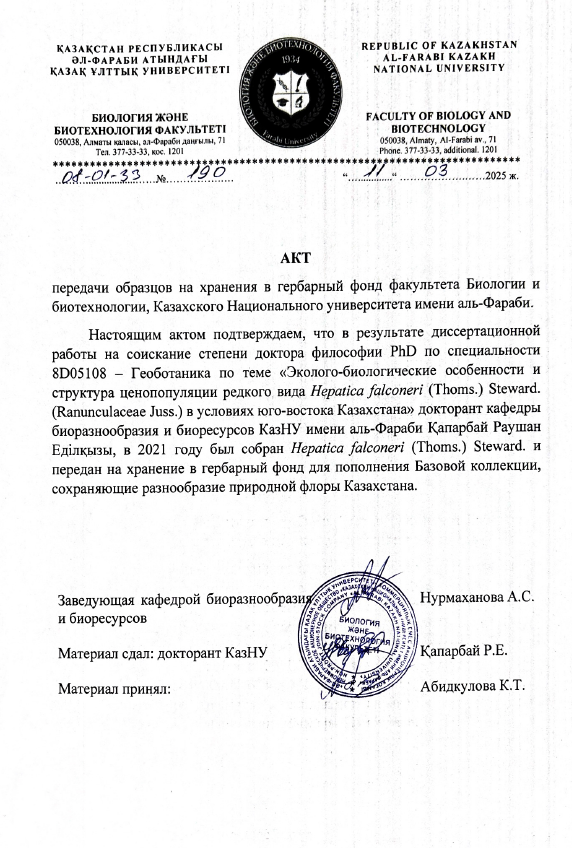 ҚАЗАҚСТАН РЕСПУБЛИКАСЫ
ӘЛ-ФАРАБИ АТЫНДАҒЫ
ҚАЗАҚ ҰЛТТЫҚ УНИВЕРСИТЕТІ
БИОЛОГИЯ ЖӘНЕ
БИОТЕХНОЛОГИЯ ФАКУЛЬТЕТІ
050038, Алматы қаласы, ал-Фараби даңғылы, 71
Тел. 377-33-33, қос. 1201
БИОЛОГИЯ ЖӘНЕ БИОТЕХНОЛОГИЯ ФАКУЛЬТЕТІ
1934
Farabi University
REPUBLIC OF KAZAKHSTAN
AL-FARABI KAZAKH
NATIONAL UNIVERSITY
FACULTY OF BIOLOGY AND
BIOTECHNOLOGY
050038, Almaty, Al-Farabi av., 71
Phone. 377-33-33, additional. 1201
08-01-33 № 190
“ 11 “ 03 2025 ж.
АКТ
передачи образцов на хранения в гербарный фонд факультета Биологии и
биотехнологии, Казахского Национального университета имени аль-Фараби.
Настоящим актом подтверждаем, что в результате диссертационной
работы на соискание степени доктора философии PhD по специальности
8D05108 – Геоботаника по теме «Эколого-биологические особенности и
структура ценопопуляции редкого вида Hepatica falconeri (Thoms.) Steward.
(Ranunculaceae Juss.) в условиях юго-востока Казахстана» докторант кафедры
биоразнообразия и биоресурсов КазНУ имени аль-Фараби Қапарбай Раушан
Еділқызы, в 2021 году был собран Hepatica falconeri (Thoms.) Steward. и
передан на хранение в гербарный фонд для пополнения Базовой коллекции,
сохраняющие разнообразие природной флоры Казахстана.
Заведующая кафедрой биоразнообразия Нурмаханова А.С.
и биоресурсов
БИОЛОГИЯ
ЖӘНЕ
БИОТЕХНОЛОГИЯ
Материал сдал: докторант КазНУ Қапарбай Р.Е.
Материал принял: Абидкулова К.Т.